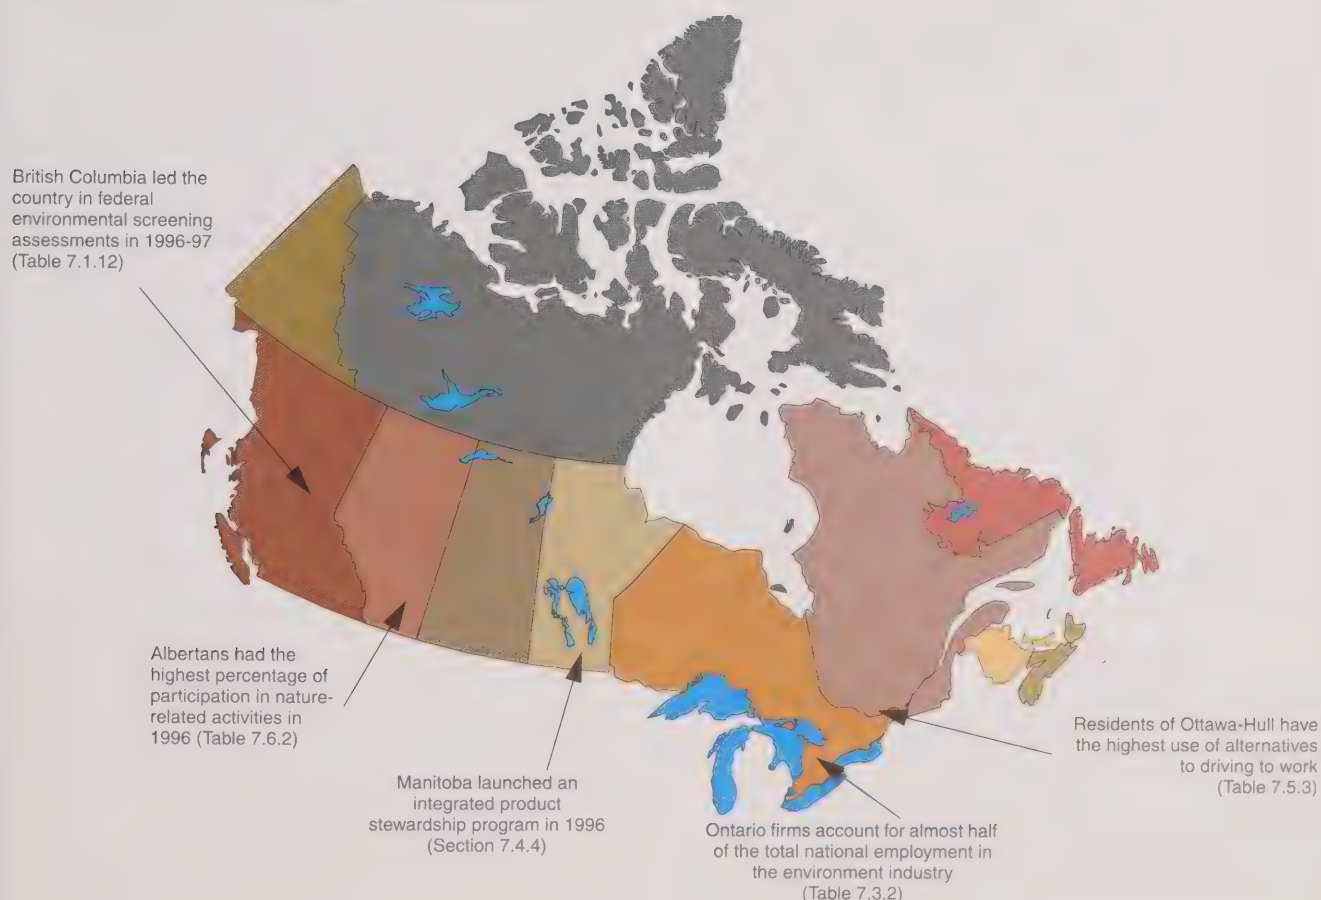 British Columbia led the
country in federal
environmental screening
assessments in 1996-97
(Table 7.1.12)
Albertans had the
highest percentage of
participation in nature-
related activities in
1996 (Table 7.6.2)
Manitoba launched an
integrated product
stewardship program in 1996
(Section 7.4.4)
Ontario firms account for almost half
of the total national employment in
the environment industry
(Table 7.3.2)
Residents of Ottawa-Hull have
the highest use of alternatives
to driving to work
(Table 7.5.3)